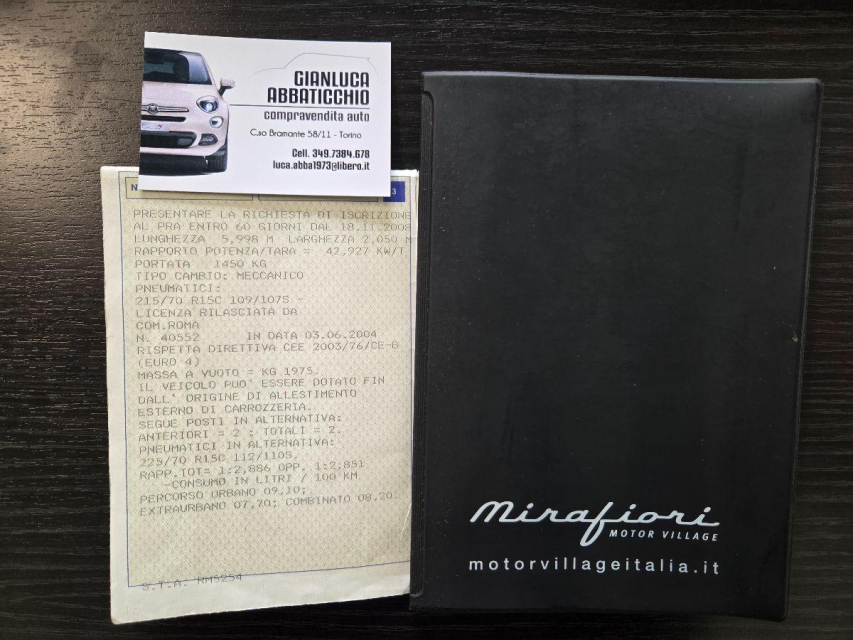 GIANLUCA
ABBATICCHIO
compravendita auto
C.so Bramante 58/11 - Torino
Cell. 349.7384.678
luca.abba1973@libero.it
N
3
PRESENTARE LA RICHIESTA DI ISCRIZIONE
AL PRA ENTRO 60 GIORNI DAL 18.11.2008
LUNGHEZZA 5,998 M LARGHEZZA 2,050 M
RAPPORTO POTENZA/TARA = 42,927 KW/T
PORTATA 1450 KG
TIPO CAMBIO: MECCANICO
PNEUMATICI:
215/70 R15C 109/107S -
LICENZA RILASCIATA DA
COM.ROMA
N. 40552 IN DATA 03.06.2004
RISPETTA DIRETTIVA CEE 2003/76/CE-B
(EURO 4)
MASSA A VUOTO = KG 1975.
IL VEICOLO PUO' ESSERE DOTATO FIN
DALL' ORIGINE DI ALLESTIMENTO
ESTERNO DI CARROZZERIA.
SEGUE POSTI IN ALTERNATIVA:
ANTERIORI = 2 ; TOTALI = 2.
PNEUMATICI IN ALTERNATIVA:
225/70 R15C 112/110S.
RAPP.TOT= 1:2,886 OPP. 1:2,851
-CONSUMO IN LITRI / 100 KM
PERCORSO URBANO 09,10;
EXTRAURBANO 07,70; COMBINATO 08,20.
S.T.A. RM5254
Mirafiori
MOTOR VILLAGE
motorvillageitalia.it